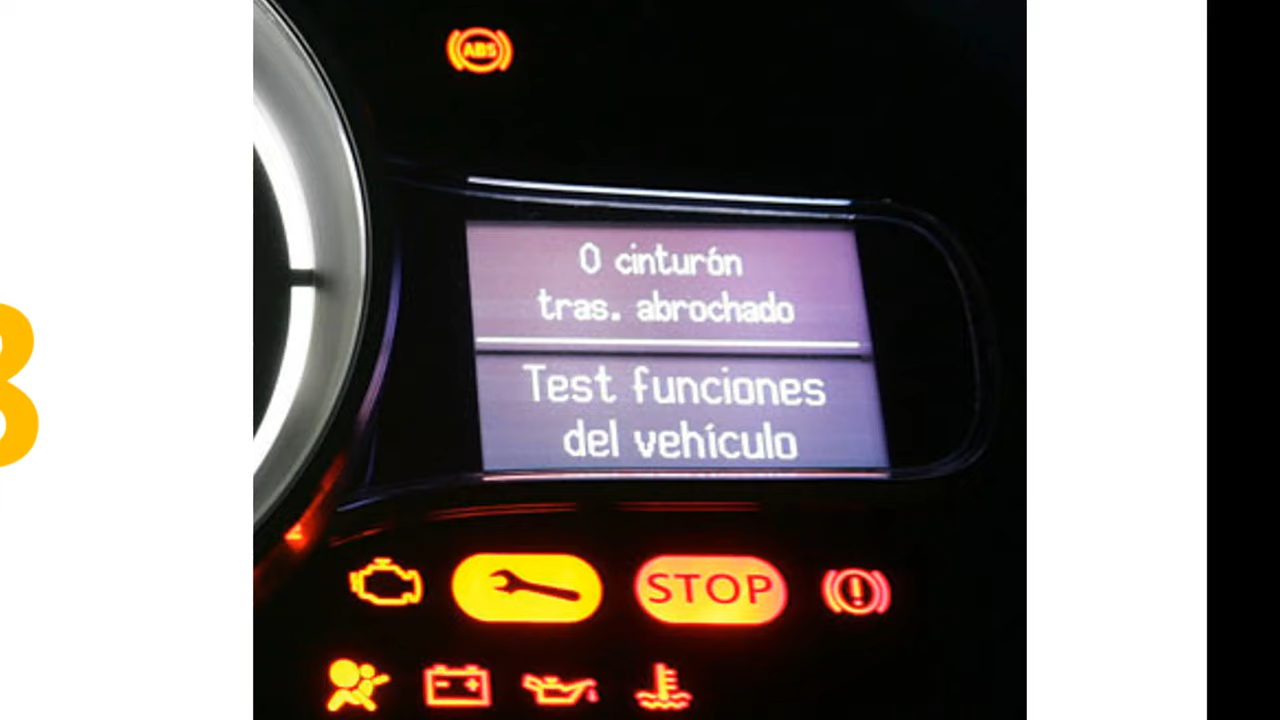 ABS
0 cinturón
tras. abrochado
Test funciones
del vehículo
STOP